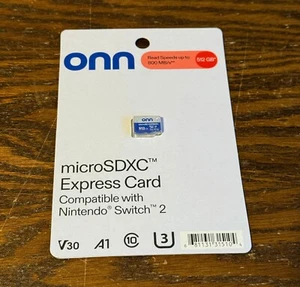 onn
Read Speeds up to
800 MB/s**
512 GB*
onn
microSDXC™
Express Card
Compatible with
Nintendo® Switch™ 2
V30
A1
10
3